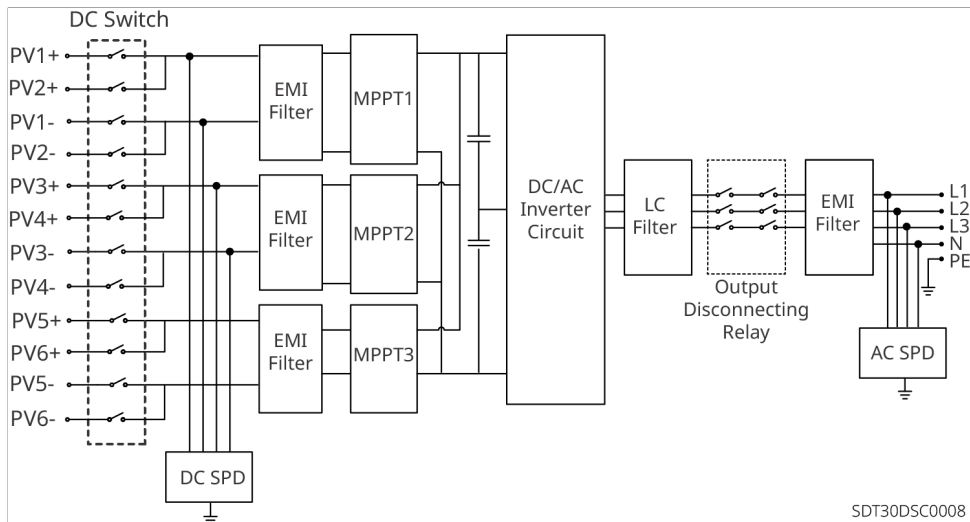 DC Switch
PV1+
PV2+
PV1-
PV2-
PV3+
PV4+
PV3-
PV4-
PV5+
PV6+
PV5-
PV6-
EMI
Filter
MPPT1
EMI
Filter
MPPT2
EMI
Filter
MPPT3
DC SPD
DC/AC
Inverter
Circuit
LC
Filter
Output
Disconnecting
Relay
EMI
Filter
L1
L2
L3
N
PE
AC SPD
SDT30DSC0008